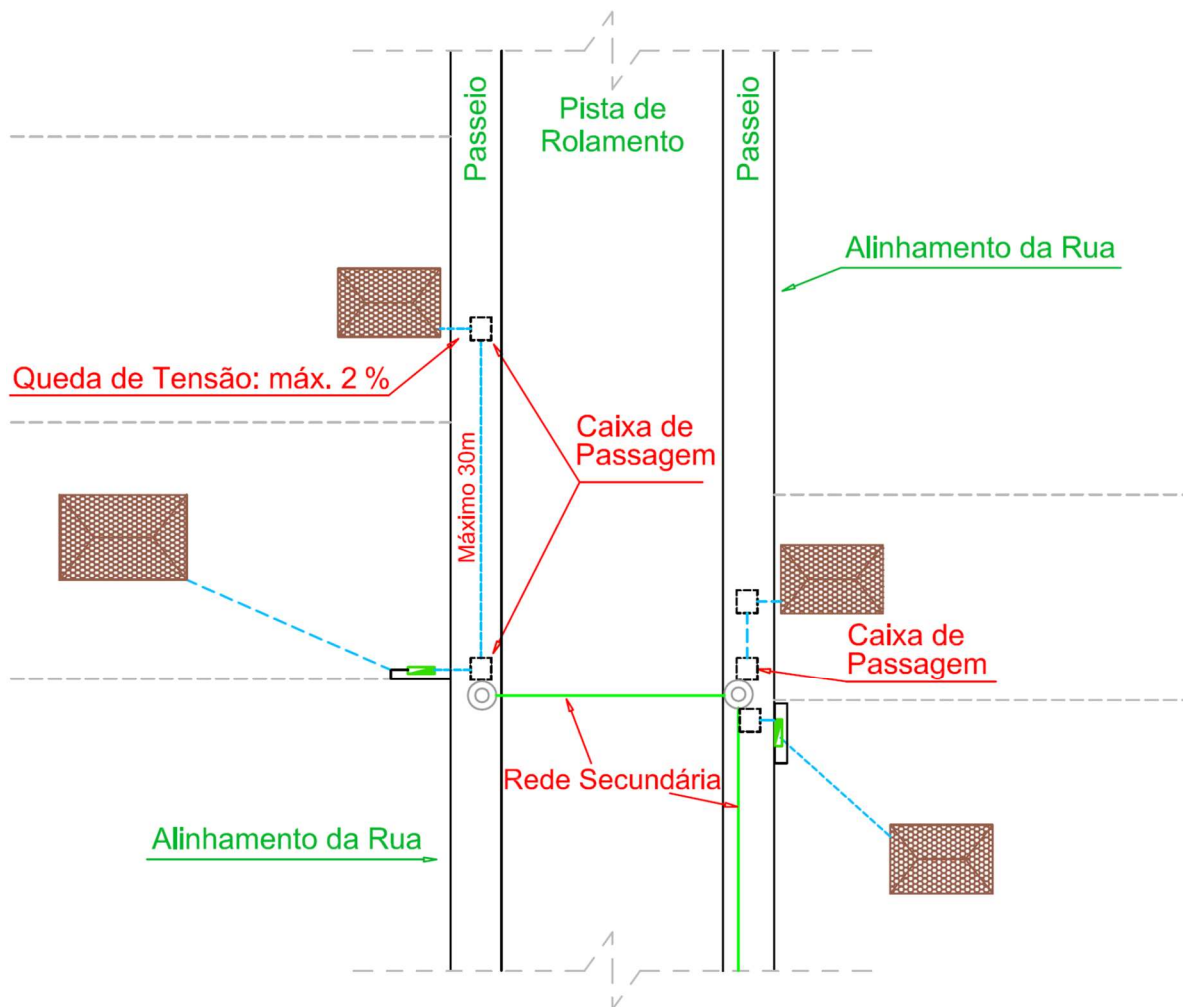 Passeio
Pista de
Rolamento
Passeio
Alinhamento da Rua
Queda de Tensão: máx. 2 %
Caixa de
Passagem
Máximo 30m
Caixa de
Passagem
Rede Secundária
Alinhamento da Rua